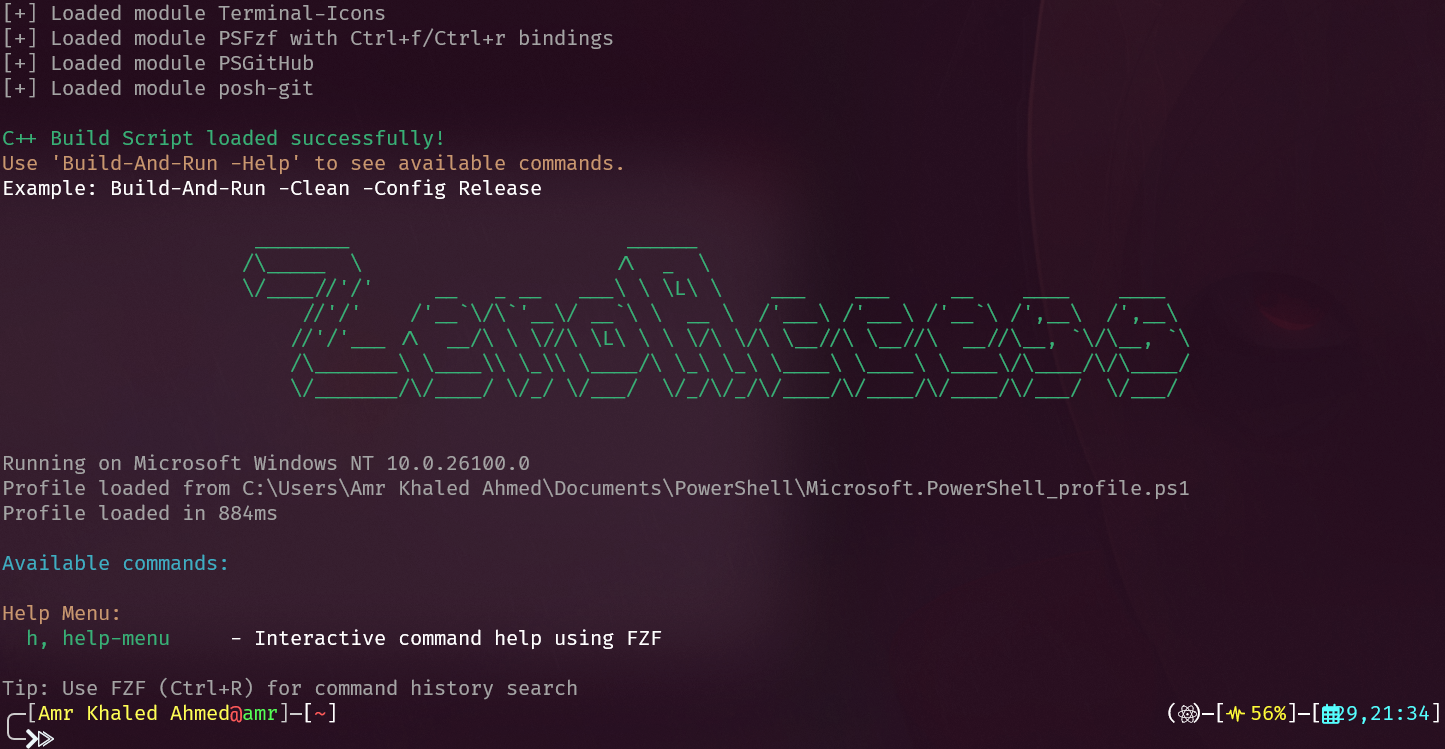 [+] Loaded module Terminal-Icons
[+] Loaded module PSFzf with Ctrl+f/Ctrl+r bindings
[+] Loaded module PSGitHub
[+] Loaded module posh-git
C++ Build Script loaded successfully!
Use 'Build-And-Run -Help' to see available commands.
Example: Build-And-Run -Clean -Config Release
ZeroAccess
Running on Microsoft Windows NT 10.0.26100.0
Profile loaded from C:\Users\Amr Khaled Ahmed\Documents\PowerShell\Microsoft.PowerShell_profile.ps1
Profile loaded in 884ms
Available commands:
Help Menu:
h, help-menu - Interactive command help using FZF
Tip: Use FZF (Ctrl+R) for command history search
[Amr Khaled Ahmed@amr]-[~] ()-[56%]-[29,21:34]